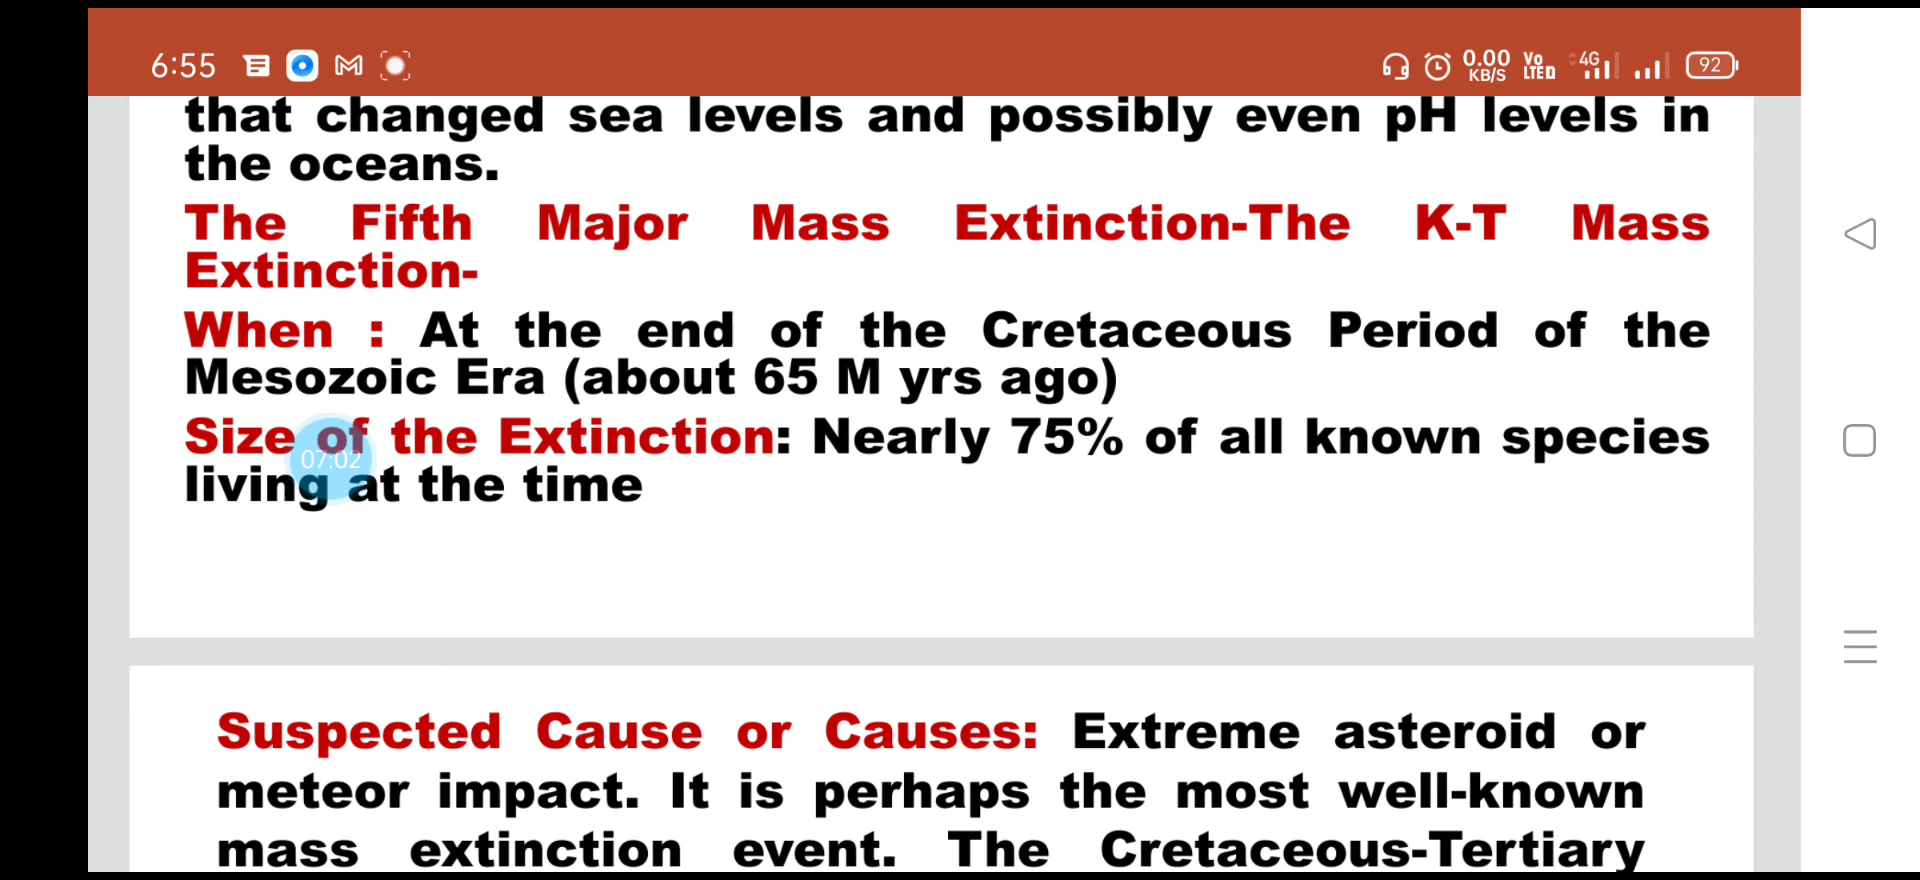 6:55
0.00 KB/S Vo LTE 4G 92
that changed sea levels and possibly even pH levels in
the oceans.
The Fifth Major Mass Extinction-The K-T Mass
Extinction-
When : At the end of the Cretaceous Period of the
Mesozoic Era (about 65 M yrs ago)
Size of the Extinction: Nearly 75% of all known species
07:02
living at the time
Suspected Cause or Causes: Extreme asteroid or
meteor impact. It is perhaps the most well-known
mass extinction event. The Cretaceous-Tertiary